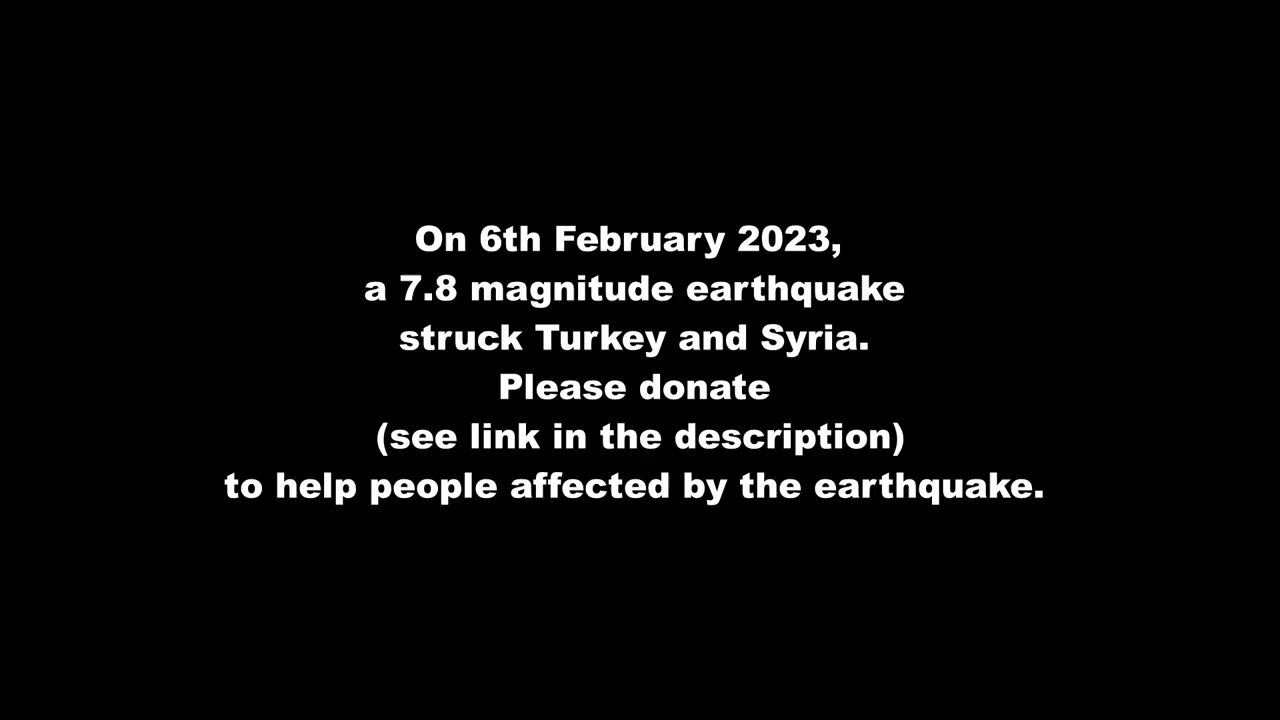 On 6th February 2023,
a 7.8 magnitude earthquake
struck Turkey and Syria.
Please donate
(see link in the description)
to help people affected by the earthquake.